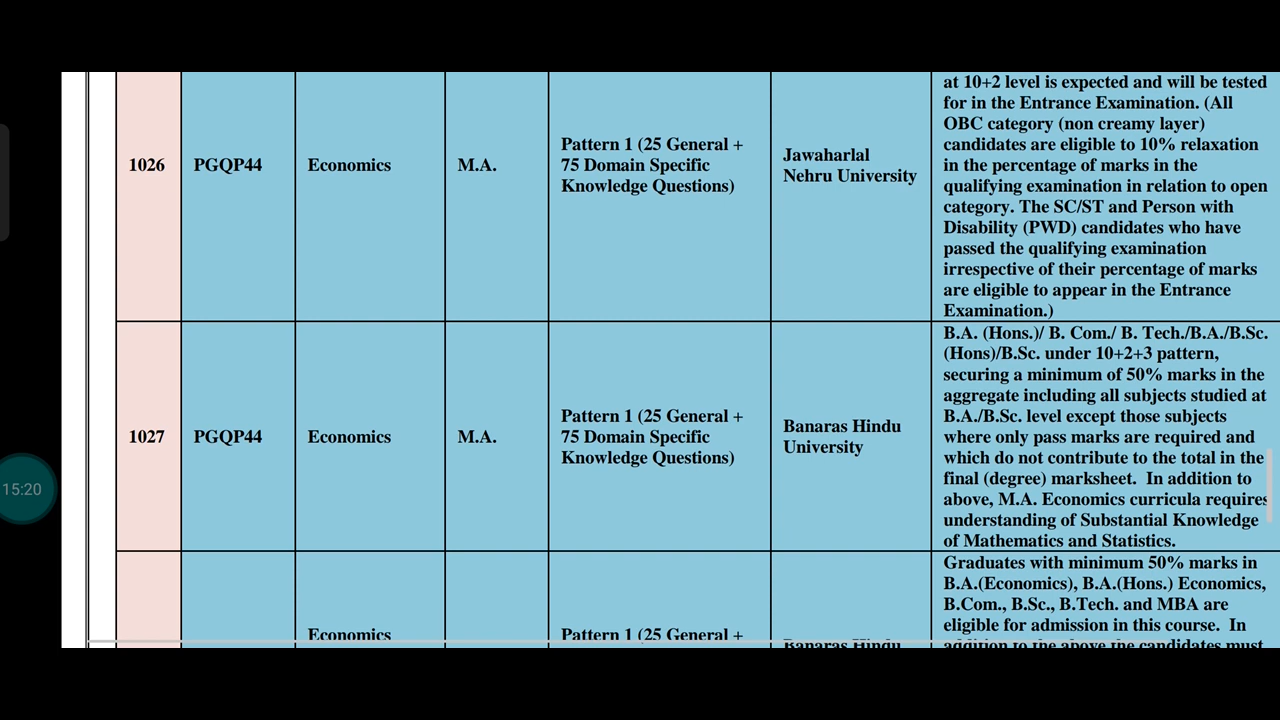 at 10+2 level is expected and will be tested
for in the Entrance Examination. (All
OBC category (non creamy layer)
candidates are eligible to 10% relaxation
in the percentage of marks in the
qualifying examination in relation to open
category. The SC/ST and Person with
Disability (PWD) candidates who have
passed the qualifying examination
irrespective of their percentage of marks
are eligible to appear in the Entrance
Examination.)
1026
PGQP44
Economics
M.A.
Pattern 1 (25 General +
75 Domain Specific
Knowledge Questions)
Jawaharlal
Nehru University
1027
PGQP44
Economics
M.A.
Pattern 1 (25 General +
75 Domain Specific
Knowledge Questions)
Banaras Hindu
University
B.A. (Hons.)/ B. Com./ B. Tech./B.A./B.Sc.
(Hons)/B.Sc. under 10+2+3 pattern,
securing a minimum of 50% marks in the
aggregate including all subjects studied at
B.A./B.Sc. level except those subjects
where only pass marks are required and
which do not contribute to the total in the
final (degree) marksheet. In addition to
above, M.A. Economics curricula requires
understanding of Substantial Knowledge
of Mathematics and Statistics.
Economics
Pattern 1 (25 General +
Banaras Hindu
Graduates with minimum 50% marks in
B.A.(Economics), B.A.(Hons.) Economics,
B.Com., B.Sc., B.Tech. and MBA are
eligible for admission in this course. In
addition to the above the candidates must
15:20